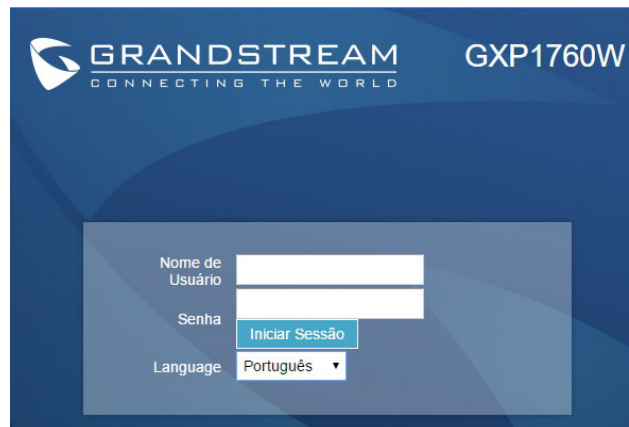 GRANDSTREAM
CONNECTING THE WORLD
GXP1760W
Nome de
Usuário
Senha
Iniciar Sessão
Language
Português